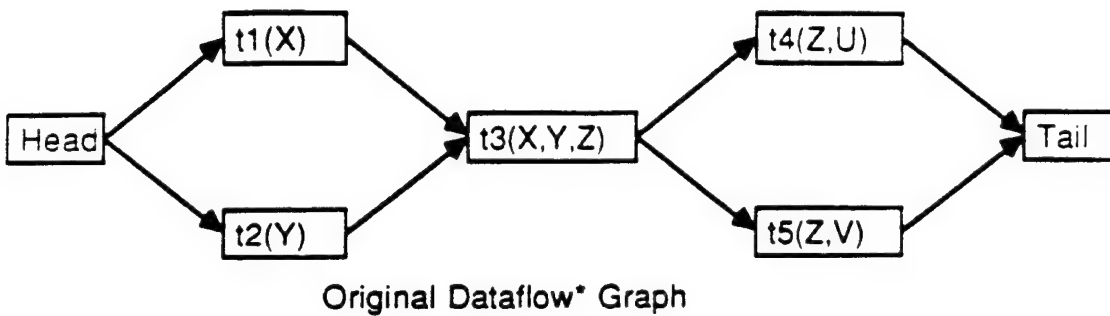 t1(X)
t4(Z,U)
Head
t3(X,Y,Z)
Tail
t2(Y)
t5(Z,V)
Original Dataflow* Graph